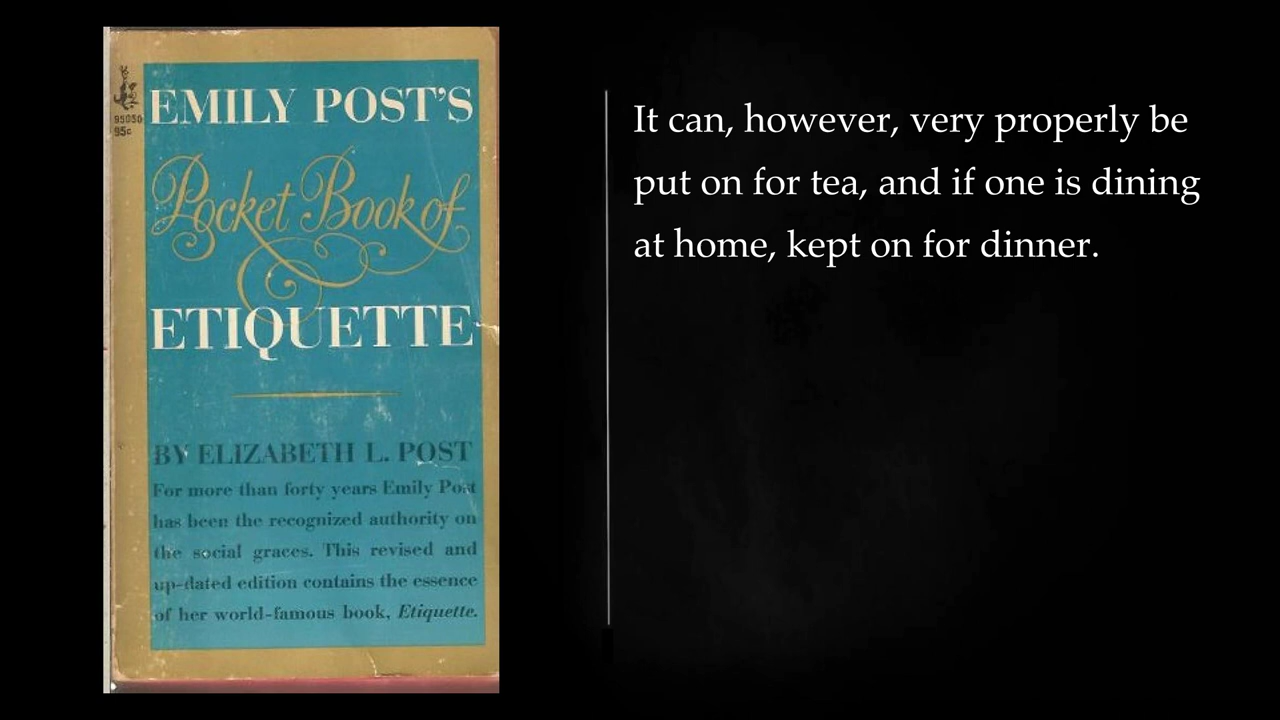 EMILY POST'S
Pocket Book of
ETIQUETTE
95050
95c
BY ELIZABETH L. POST
For more than forty years Emily Post
has been the recognized authority on
the social graces. This revised and
up-dated edition contains the essence
of her world-famous book, Etiquette.
It can, however, very properly be
put on for tea, and if one is dining
at home, kept on for dinner.